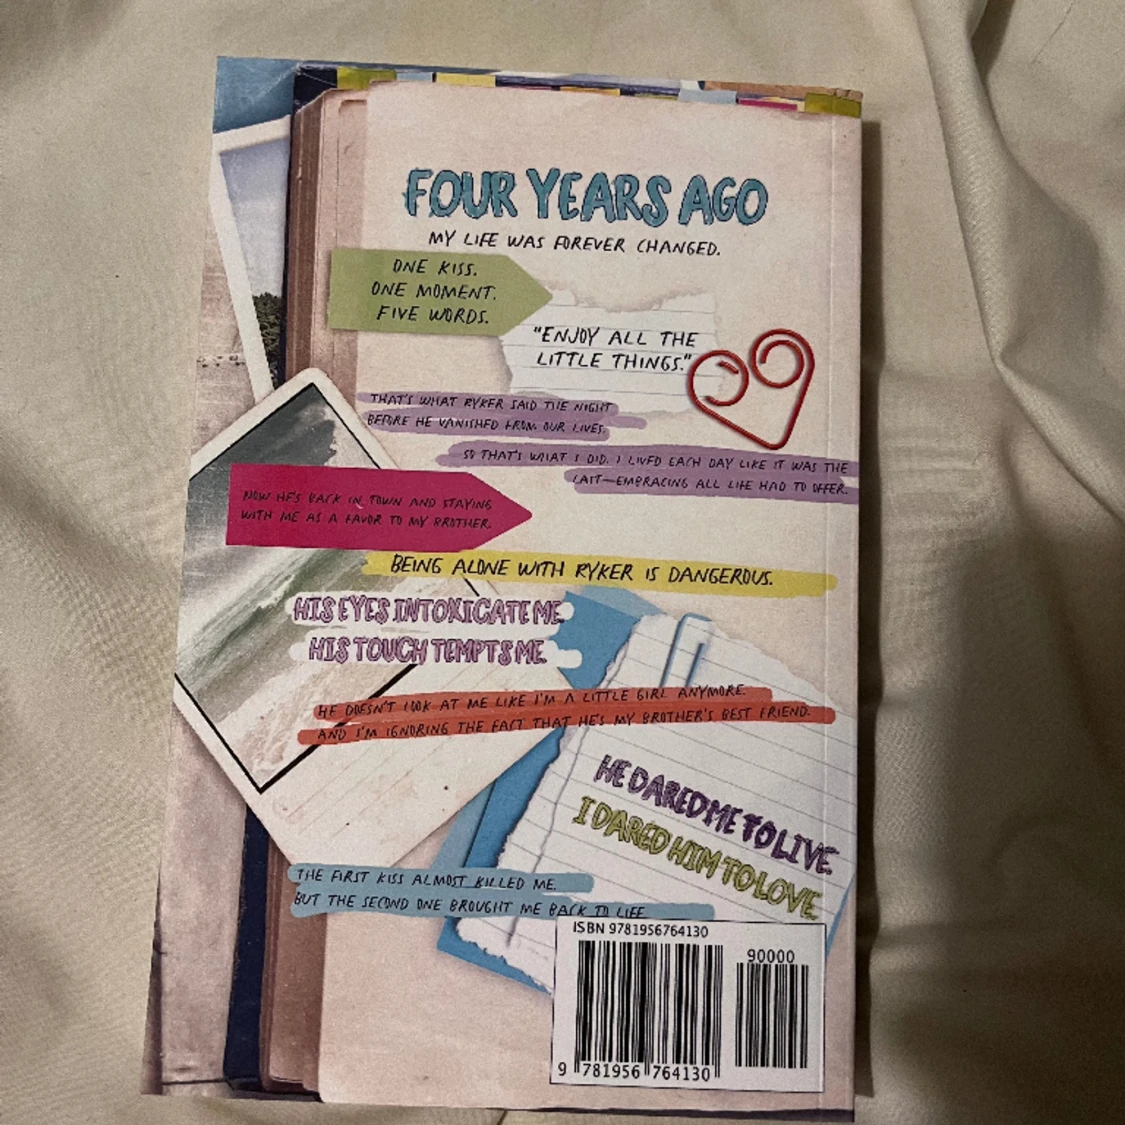 FOUR YEARS AGO
MY LIFE WAS FOREVER CHANGED.
ONE KISS.
ONE MOMENT.
FIVE WORDS.
"ENJOY ALL THE
LITTLE THINGS."
THAT'S WHAT RYKER SAID THE NIGHT
BEFORE HE VANISHED FROM OUR LIVES.
SO THAT'S WHAT I DID. I LIVED EACH DAY LIKE IT WAS THE
LAST—EMBRACING ALL LIFE HAD TO OFFER.
NOW HE'S BACK IN TOWN AND STAYING
WITH ME AS A FAVOR TO MY BROTHER.
BEING ALONE WITH RYKER IS DANGEROUS.
HIS EYES INTOXICATE ME.
HIS TOUCH TEMPTS ME.
HE DOESN'T LOOK AT ME LIKE I'M A LITTLE GIRL ANYMORE.
AND I'M IGNORING THE FACT THAT HE'S MY BROTHER'S BEST FRIEND.
HE DARED ME TO LIVE.
I DARED HIM TO LOVE.
THE FIRST KISS ALMOST KILLED ME.
BUT THE SECOND ONE BROUGHT ME BACK TO LIFE.
ISBN 9781956764130
90000
9 781956 764130